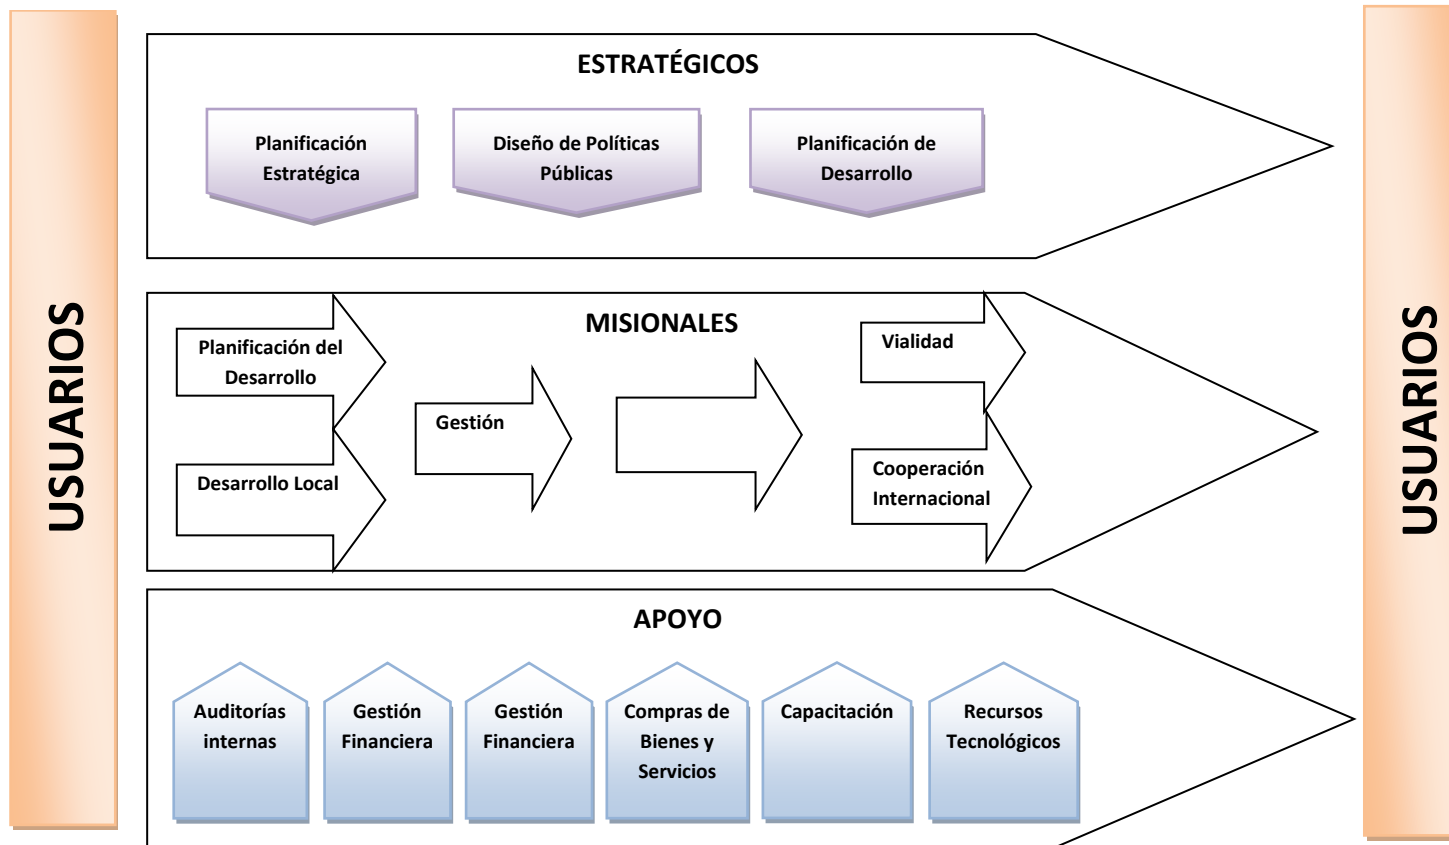 USUARIOS
ESTRATÉGICOS
Planificación
Estratégica
Diseño de Políticas
Públicas
Planificación de
Desarrollo
MISIONALES
Planificación del
Desarrollo
Desarrollo Local
Gestión
Vialidad
Cooperación
Internacional
APOYO
Auditorías
internas
Gestión
Financiera
Gestión
Financiera
Compras de
Bienes y
Servicios
Capacitación
Recursos
Tecnológicos
USUARIOS